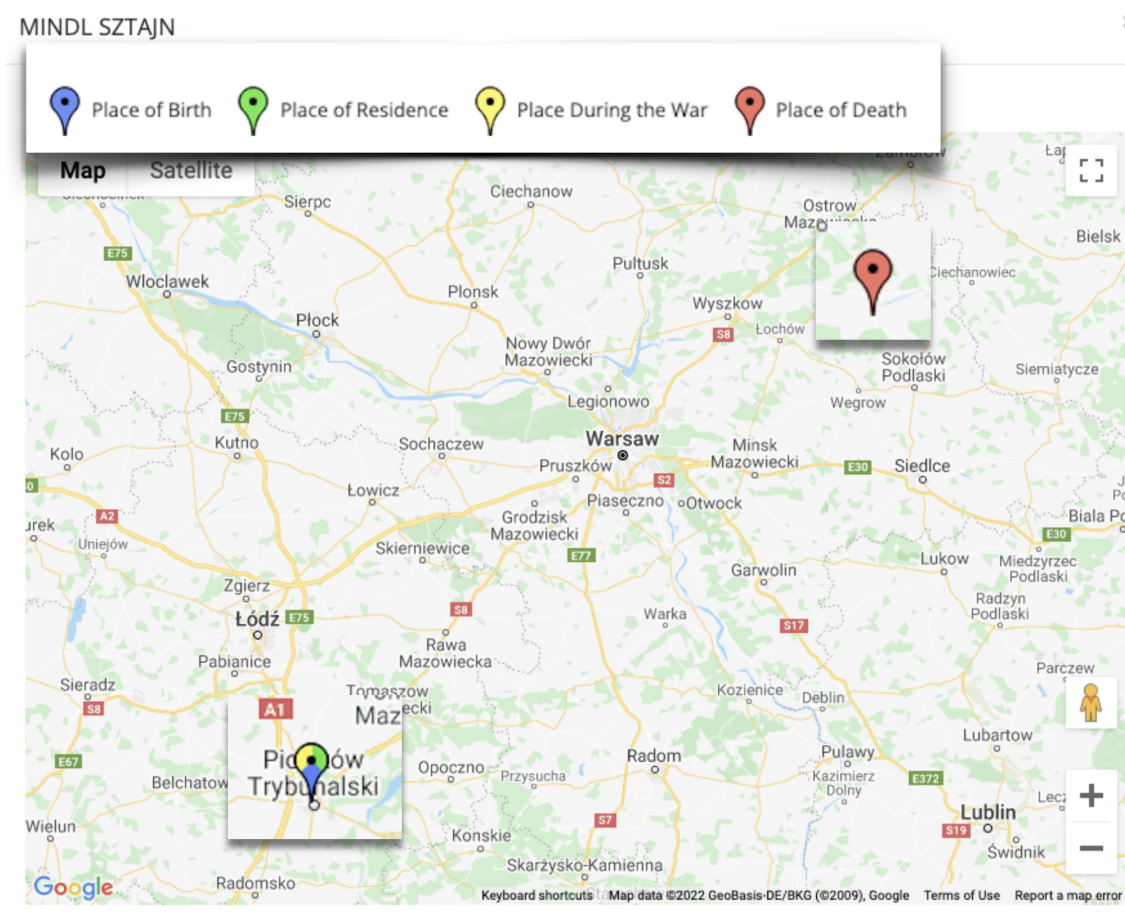 MINDL SZTAJN
Place of Birth
Place of Residence
Place During the War
Place of Death
Map
Satellite
Sierpc
Ciechanow
Ostrow
Bielsk
E75
Pultusk
Ciechanowiec
Wloclawek
Plonsk
Wyszkow
Płock
S8
Łochów
Nowy Dwór
Mazowiecki
Gostynin
Sokołów
Podlaski
Siemiatycze
Legionowo
Wegrow
E75
Kutno
Sochaczew
Warsaw
Minsk
Mazowiecki
Kolo
Pruszków
E30
Siedlce
S2
Łowicz
Piaseczno
Otwock
A2
Grodzisk
Mazowiecki
Uniejów
Skierniewice
E77
E30
Lukow
Miedzyrzec
Podlaski
Zgierz
Garwolin
Radzyn
Podlaski
Łódź
E75
S8
Warka
S17
Rawa
Mazowiecka
Pabianice
Parczew
Sieradz
S8
Tomaszow
Kozienice
Deblin
A1
Maz
Lubartow
E67
Belchatow
Trybunalski
Opoczno
Przysucha
Radom
Pulawy
Kazimierz
Dolny
E372
Lublin
S19
Wielun
S7
Konskie
Świdnik
Skarżysko-Kamienna
Radomsko
Google
Keyboard shortcuts
Map data ©2022 GeoBasis-DE/BKG (©2009), Google
Terms of Use
Report a map error